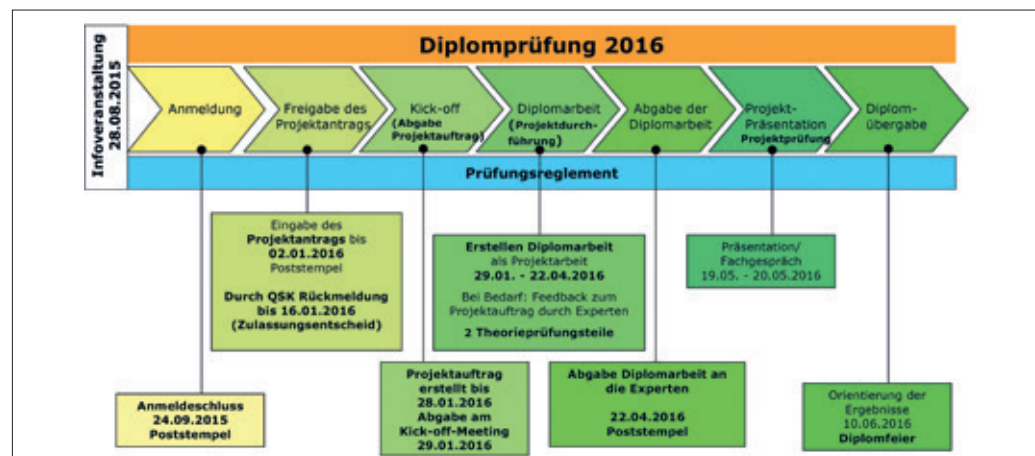 Infoveranstaltung
28.08.2015
Diplomprüfung 2016
Anmeldung
Freigabe des
Projektantrags
Kick-off
(Abgabe
Projektauftrag)
Diplomarbeit
(Projektdurch-
führung)
Abgabe der
Diplomarbeit
Projekt-
Präsentation
Projektprüfung
Diplom-
übergabe
Prüfungsreglement
Eingabe des
Projektantrags bis
02.01.2016
Poststempel
Durch QSK Rückmeldung
bis 16.01.2016
(Zulassungsentscheid)
Erstellen Diplomarbeit
als Projektarbeit
29.01. - 22.04.2016
Bei Bedarf: Feedback zum
Projektauftrag durch Experten
2 Theorieprüfungsteile
Präsentation/
Fachgespräch
19.05. - 20.05.2016
Anmeldeschluss
24.09.2015
Poststempel
Projektauftrag
erstellt bis
28.01.2016
Abgabe am
Kick-off-Meeting
29.01.2016
Abgabe Diplomarbeit an
die Experten
22.04.2016
Poststempel
Orientierung der
Ergebnisse
10.06.2016
Diplomfeier